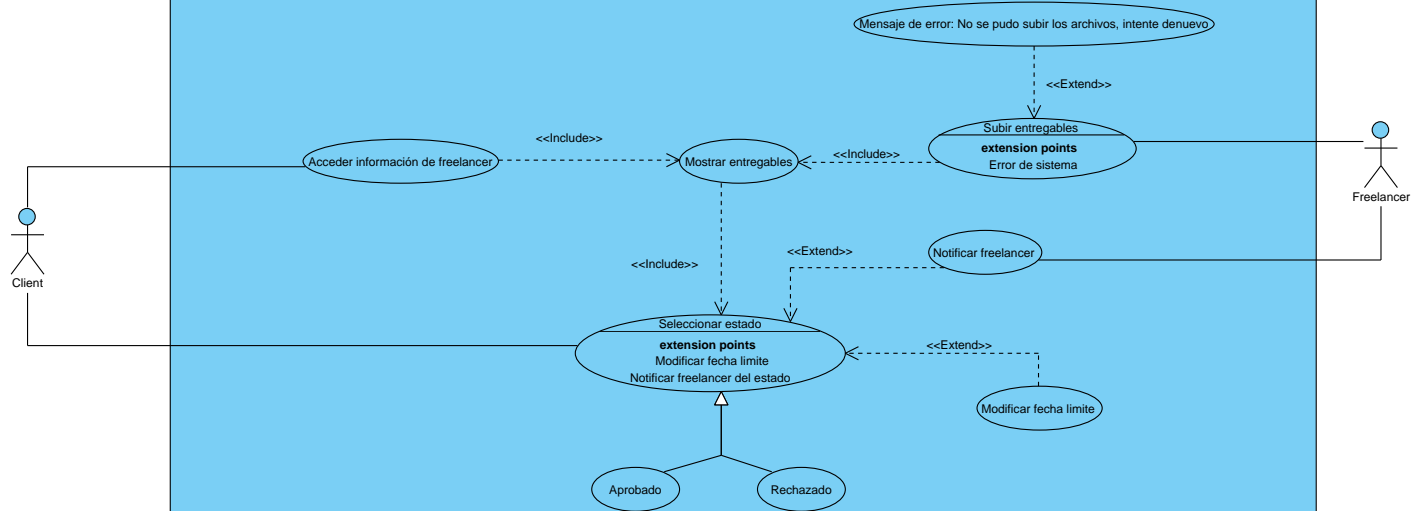 Mensaje de error: No se pudo subir los archivos, intente denuevo
<<Extend>>
Subir entregables
extension points
Error de sistema
<<Include>>
<<Include>>
Acceder información de freelancer
Mostrar entregables
Freelancer
Client
<<Include>>
<<Extend>>
Notificar freelancer
Seleccionar estado
extension points
Modificar fecha limite
Notificar freelancer del estado
<<Extend>>
Modificar fecha limite
Aprobado
Rechazado